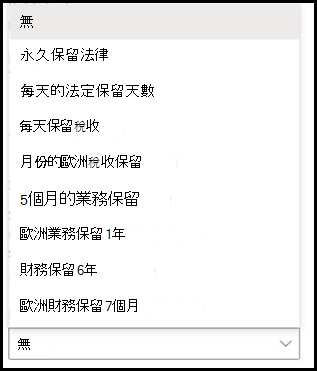 無
永久保留法律
每天的法定保留天數
每天保留稅收
月份的歐洲稅收保留
5個月的業務保留
歐洲業務保留1年
財務保留6年
歐洲財務保留7個月
無